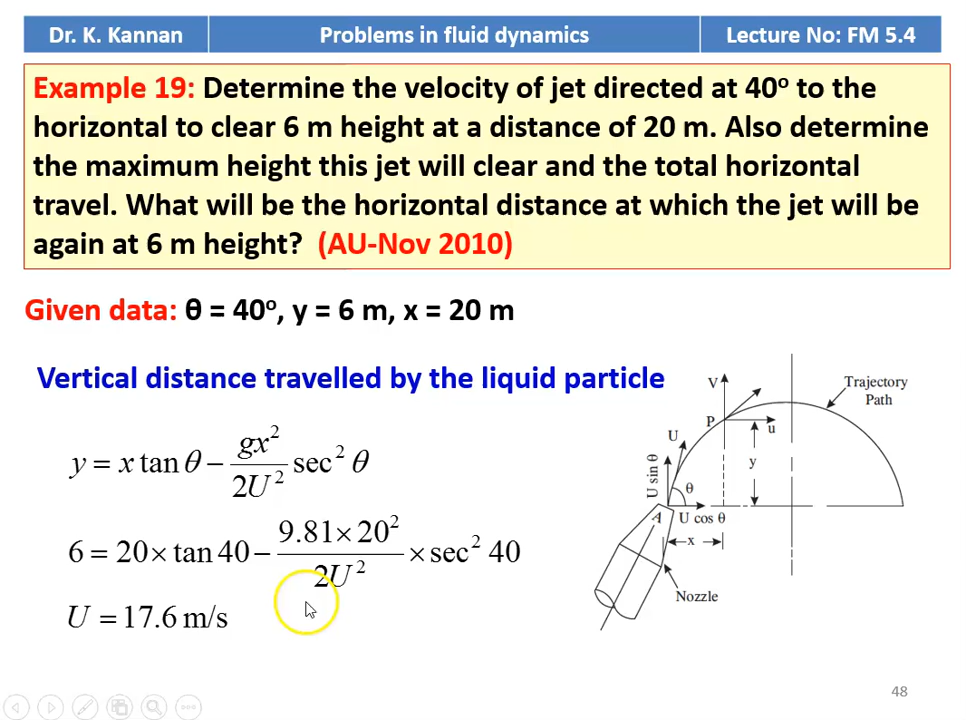 Dr. K. Kannan Problems in fluid dynamics Lecture No: FM 5.4
Example 19: Determine the velocity of jet directed at 40º to the
horizontal to clear 6 m height at a distance of 20 m. Also determine
the maximum height this jet will clear and the total horizontal
travel. What will be the horizontal distance at which the jet will be
again at 6 m height? (AU-Nov 2010)
Given data: θ = 40º, y = 6 m, x = 20 m
Vertical distance travelled by the liquid particle
y = x tan θ − gx² / 2U² sec² θ
6 = 20 × tan 40 − 9.81 × 20² / 2U² × sec² 40
U = 17.6 m/s
V
Trajectory
Path
P
u
U
U sin θ
y
θ
A
U cos θ
x
Nozzle
48